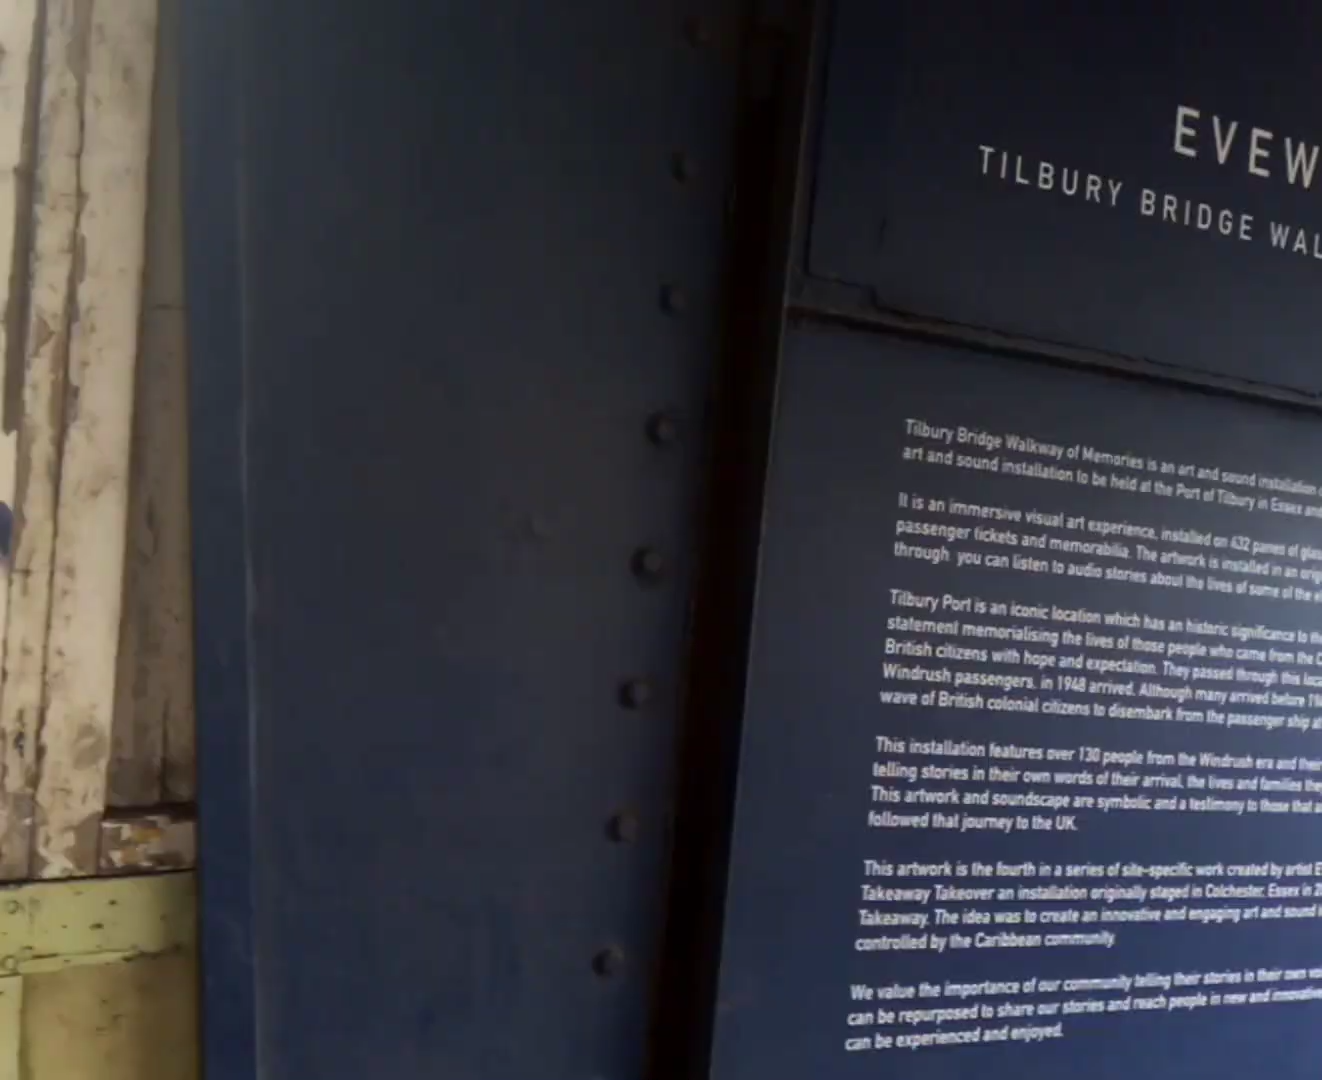 EVEW
TILBURY BRIDGE WAL
Tilbury Bridge Walkway of Memories is an art and sound installation
art and sound installation to be held at the Port of Tilbury in Essex and
It is an immersive visual art experience, installed on 432 panes of glas
passenger tickets and memorabilia. The artwork is installed in an orig
through you can listen to audio stories about the lives of some of the
Tilbury Port is an iconic location which has an historic significance to the
statement memorialising the lives of those people who came from the C
British citizens with hope and expectation. They passed through this loca
Windrush passengers, in 1948 arrived. Although many arrived before 19
wave of British colonial citizens to disembark from the passenger ship at
This installation features over 130 people from the Windrush era and their
telling stories in their own words of their arrival, the lives and families the
This artwork and soundscape are symbolic and a testimony to those that a
followed that journey to the UK.
This artwork is the fourth in a series of site-specific work created by artist E
Takeaway Takeover an installation originally staged in Colchester, Essex in 2
Takeaway. The idea was to create an innovative and engaging art and sound
controlled by the Caribbean community.
We value the importance of our community telling their stories in their own vo
can be repurposed to share our stories and reach people in new and innovative
can be experienced and enjoyed.